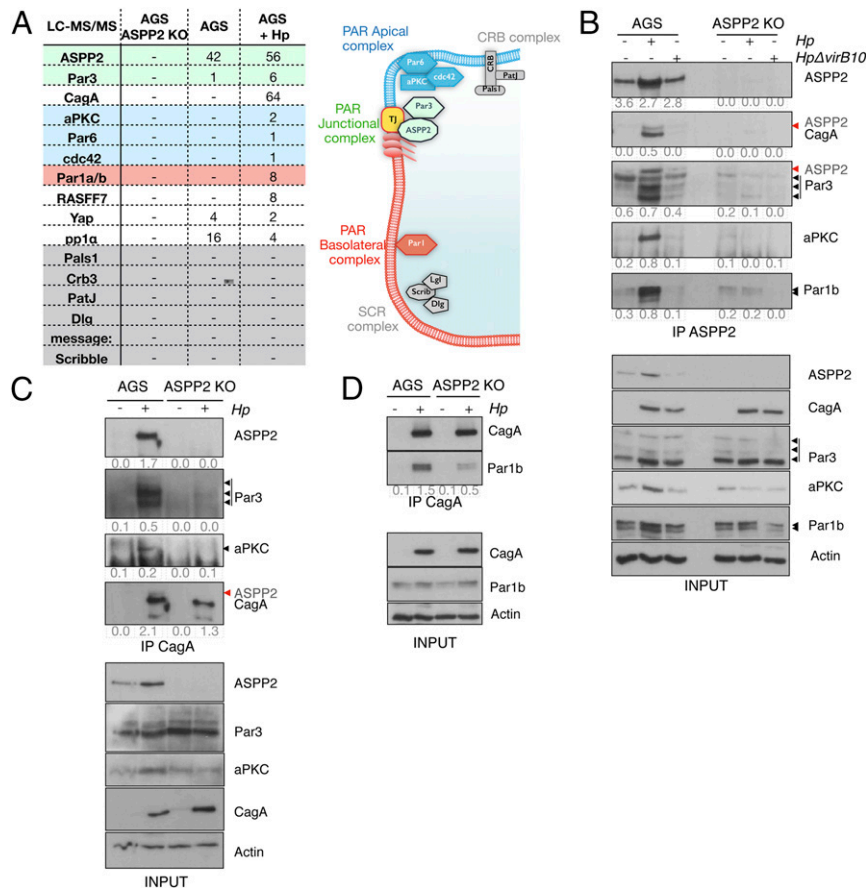 A
LC-MS/MS AGS ASPP2 KO AGS AGS + Hp
ASPP2 - 42 56
Par3 - 1 6
CagA - - 64
aPKC - - 2
Par6 - - 1
cdc42 - - 1
Par1a/b - - 8
RASFF7 - - 8
Yap - 4 2
pp1α - 16 4
Pals1 - - -
Crb3 - - -
PatJ - - -
Dlg - - -
message: - - -
Scribble - - -
PAR Apical complex
Par6
aPKC
cdc42
CRB complex
CRB
Patj
Pals1
PAR Junctional complex
TJ
Par3
ASPP2
PAR Basolateral complex
Par1
Lgl
Scrib
Dlg
SCR complex
B
AGS ASPP2 KO
- + - - + - Hp
- - + - - + HpΔvirB10
ASPP2
3.6 2.7 2.8 0.0 0.0 0.0
ASPP2
CagA
0.0 0.5 0.0 0.0 0.0 0.0
ASPP2
Par3
0.6 0.7 0.4 0.2 0.1 0.0
aPKC
0.2 0.8 0.1 0.1 0.0 0.1
Par1b
0.3 0.8 0.1 0.2 0.2 0.0
IP ASPP2
ASPP2
CagA
Par3
aPKC
Par1b
Actin
INPUT
C
AGS ASPP2 KO
- + - + Hp
ASPP2
0.0 1.7 0.0 0.0
Par3
0.1 0.5 0.0 0.0
aPKC
0.1 0.2 0.0 0.1
ASPP2
CagA
0.0 2.1 0.0 1.3
IP CagA
ASPP2
Par3
aPKC
CagA
Actin
INPUT
D
AGS ASPP2 KO
- + - + Hp
CagA
Par1b
0.1 1.5 0.1 0.5
IP CagA
CagA
Par1b
Actin
INPUT